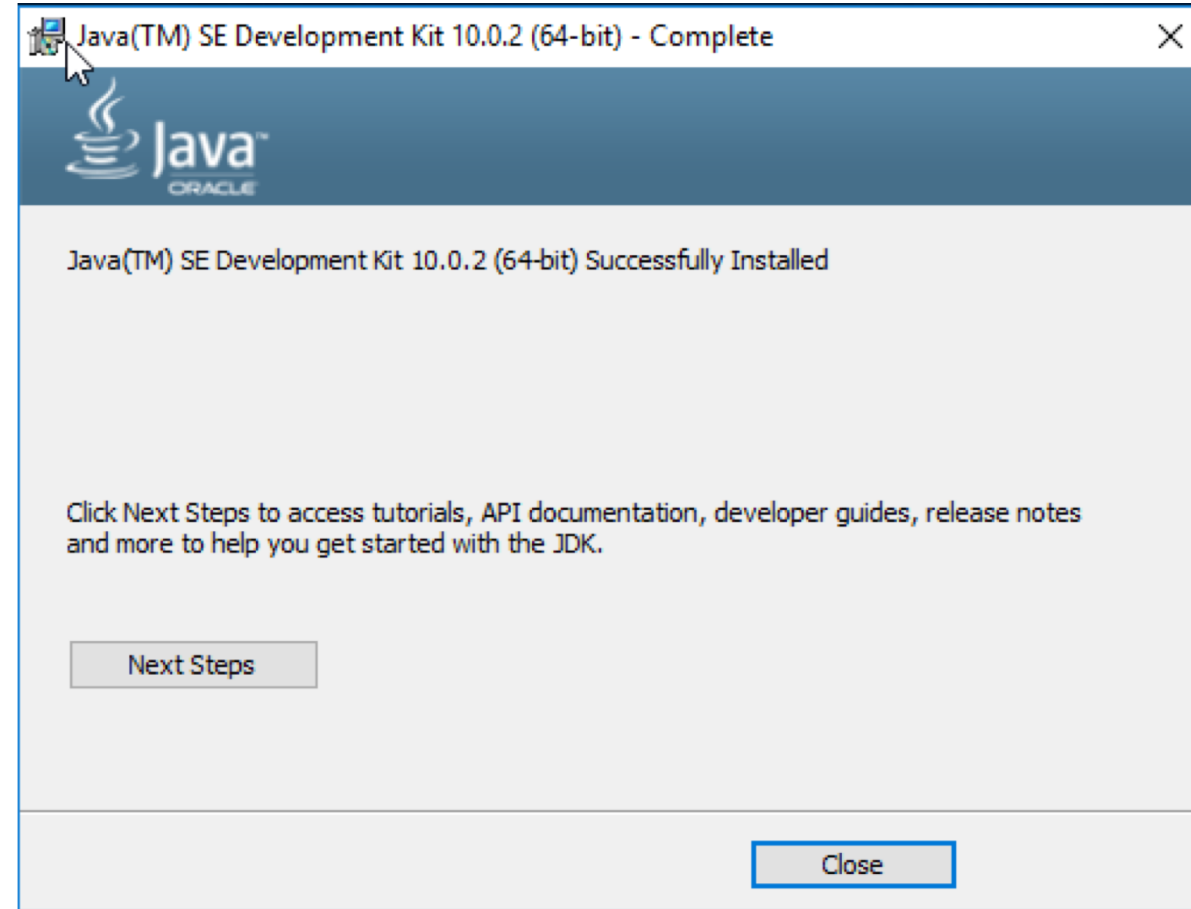 Java(TM) SE Development Kit 10.0.2 (64-bit) - Complete
Java™
ORACLE
Java(TM) SE Development Kit 10.0.2 (64-bit) Successfully Installed
Click Next Steps to access tutorials, API documentation, developer guides, release notes
and more to help you get started with the JDK.
Next Steps
Close